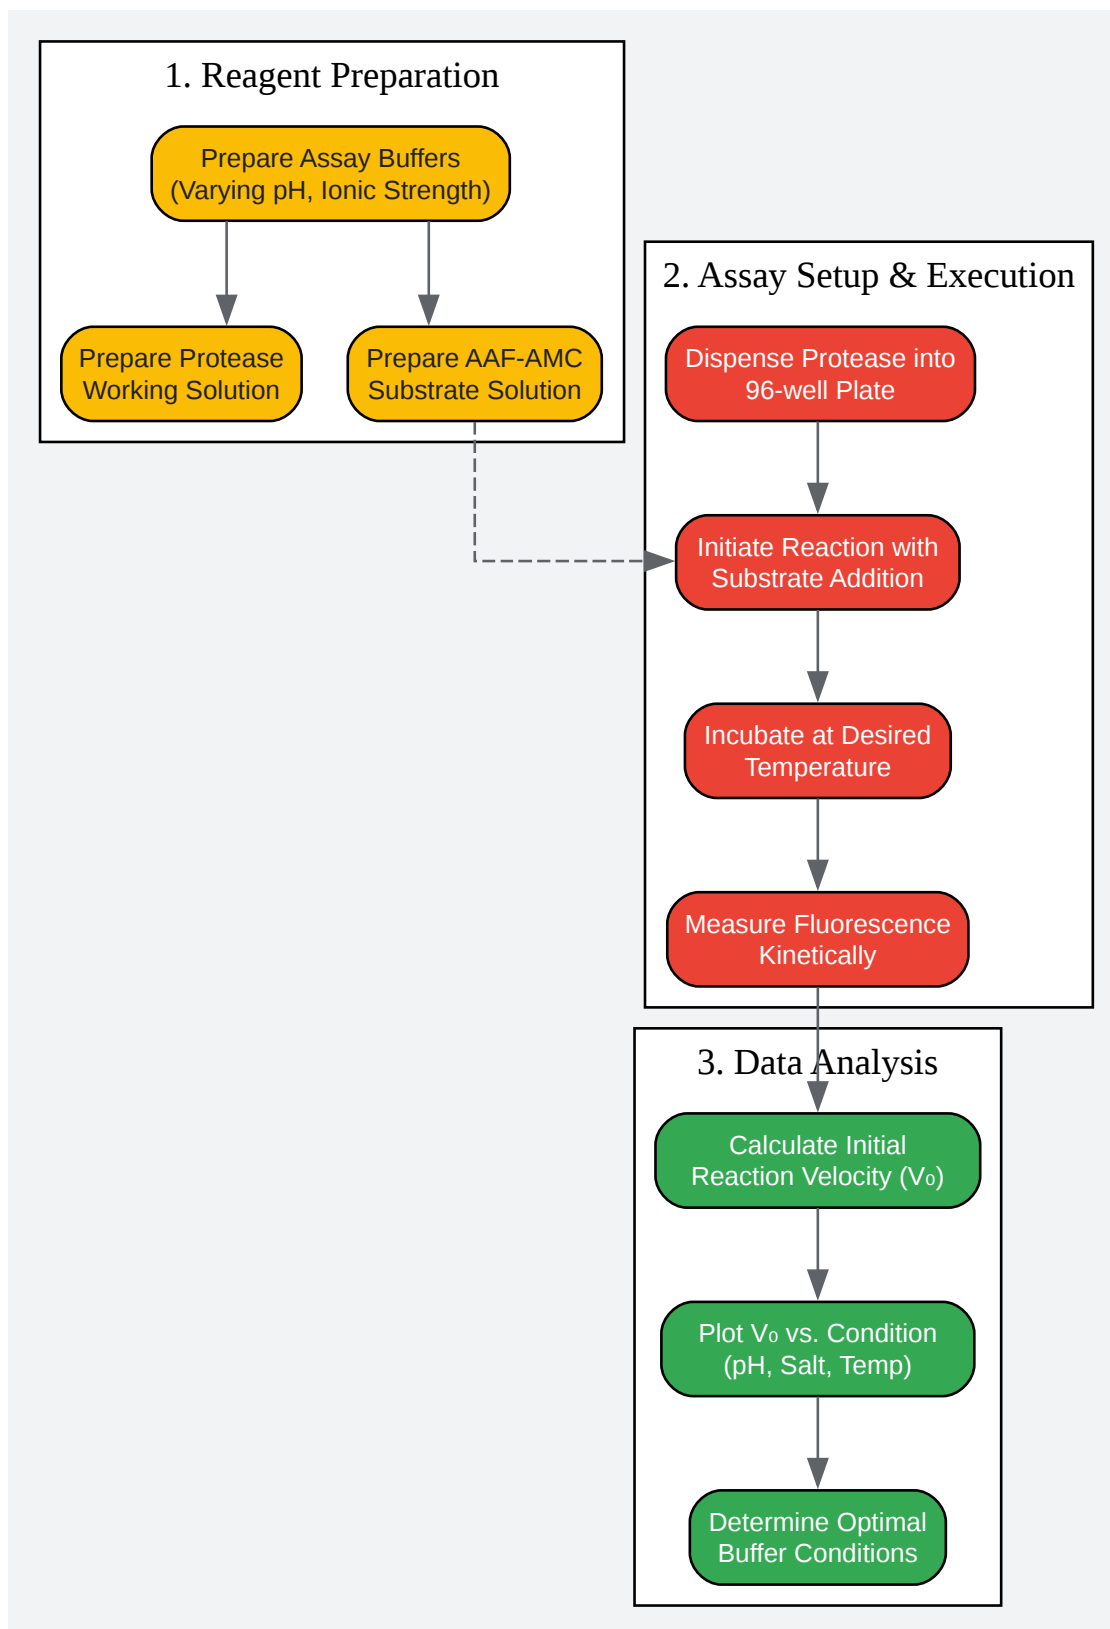 1. Reagent Preparation
Prepare Assay Buffers
(Varying pH, Ionic Strength)
Prepare Protease
Working Solution
Prepare AAF-AMC
Substrate Solution
2. Assay Setup & Execution
Dispense Protease into
96-well Plate
Initiate Reaction with
Substrate Addition
Incubate at Desired
Temperature
Measure Fluorescence
Kinetically
3. Data Analysis
Calculate Initial
Reaction Velocity (V₀)
Plot V₀ vs. Condition
(pH, Salt, Temp)
Determine Optimal
Buffer Conditions